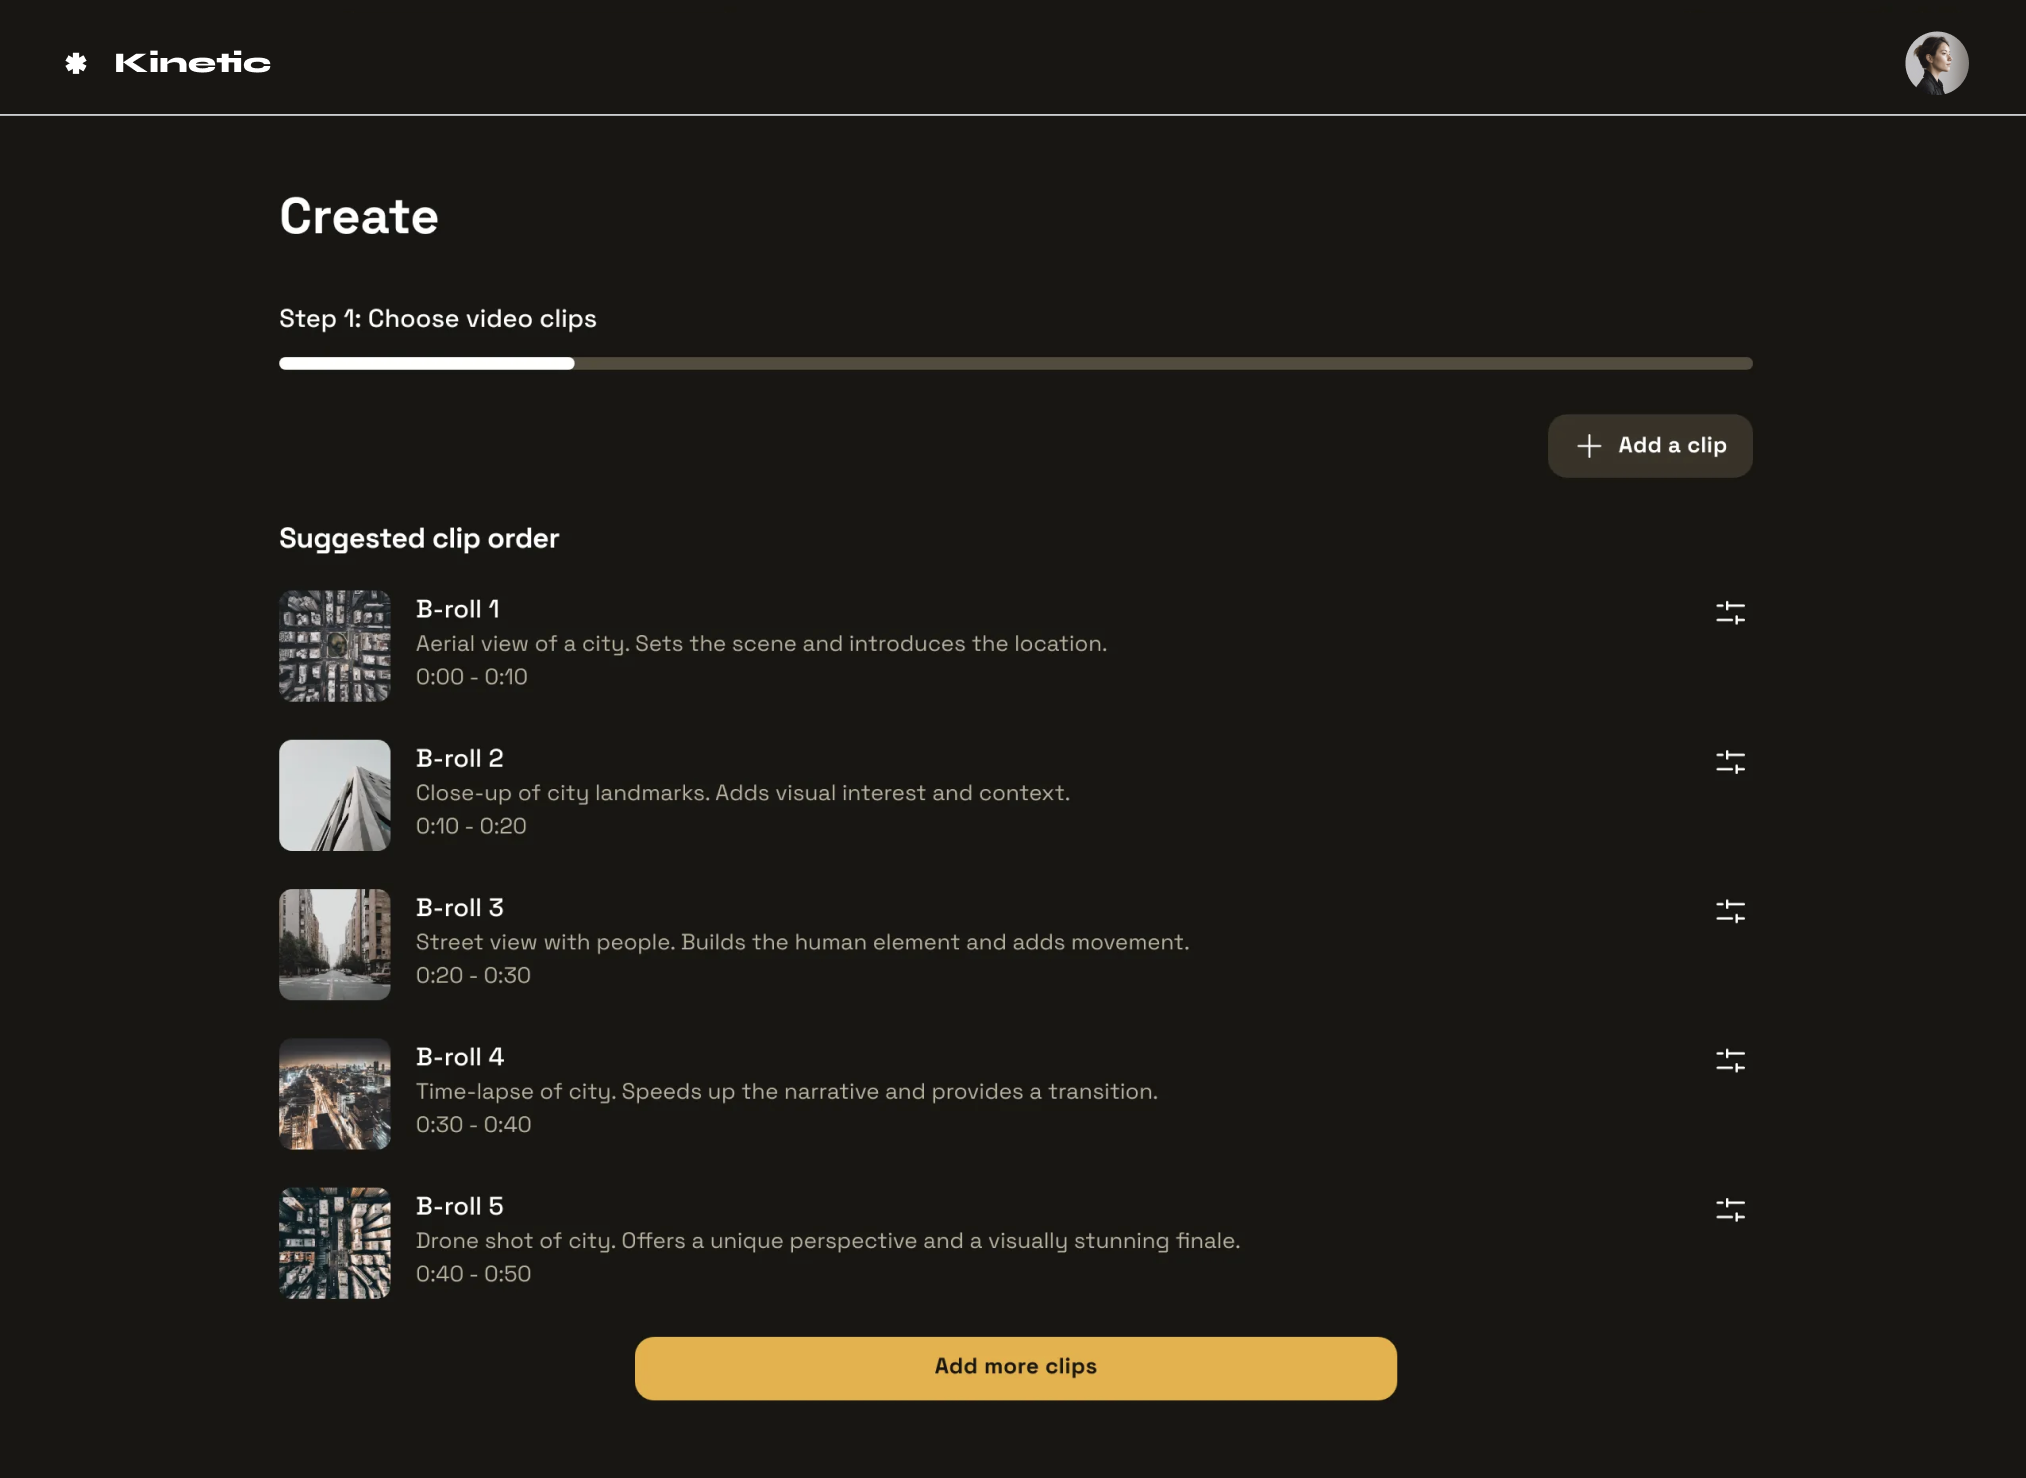 Kinetic
Create
Step 1: Choose video clips
Add a clip
Suggested clip order
B-roll 1
Aerial view of a city. Sets the scene and introduces the location.
0:00 - 0:10
B-roll 2
Close-up of city landmarks. Adds visual interest and context.
0:10 - 0:20
B-roll 3
Street view with people. Builds the human element and adds movement.
0:20 - 0:30
B-roll 4
Time-lapse of city. Speeds up the narrative and provides a transition.
0:30 - 0:40
B-roll 5
Drone shot of city. Offers a unique perspective and a visually stunning finale.
0:40 - 0:50
Add more clips